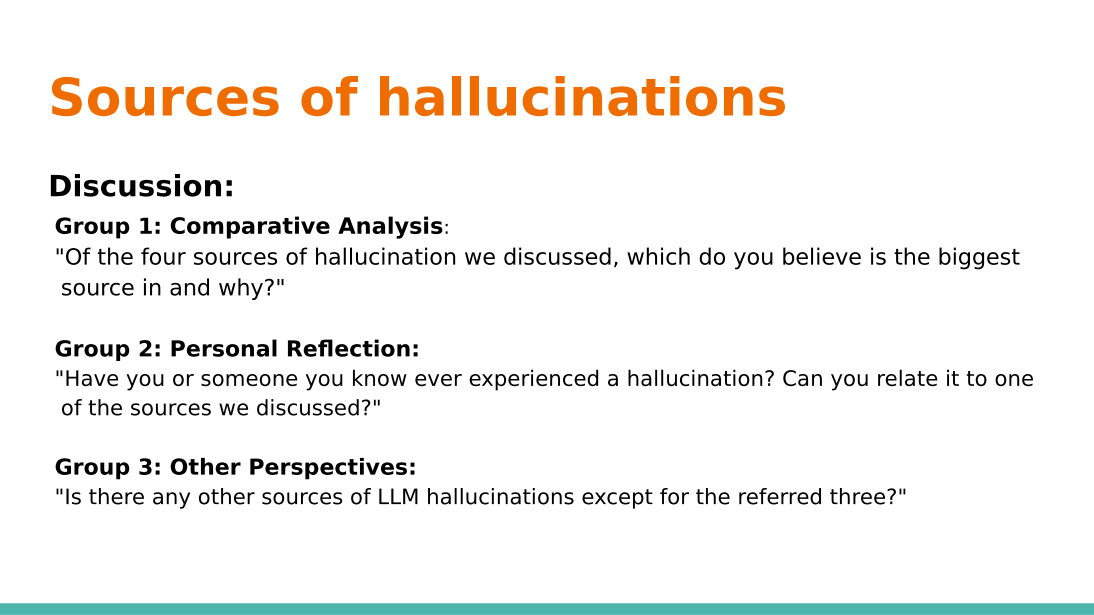 Sources of hallucinations
Discussion:
Group 1: Comparative Analysis:
"Of the four sources of hallucination we discussed, which do you believe is the biggest
source in and why?"
Group 2: Personal Reflection:
"Have you or someone you know ever experienced a hallucination? Can you relate it to one
of the sources we discussed?"
Group 3: Other Perspectives:
"Is there any other sources of LLM hallucinations except for the referred three?"